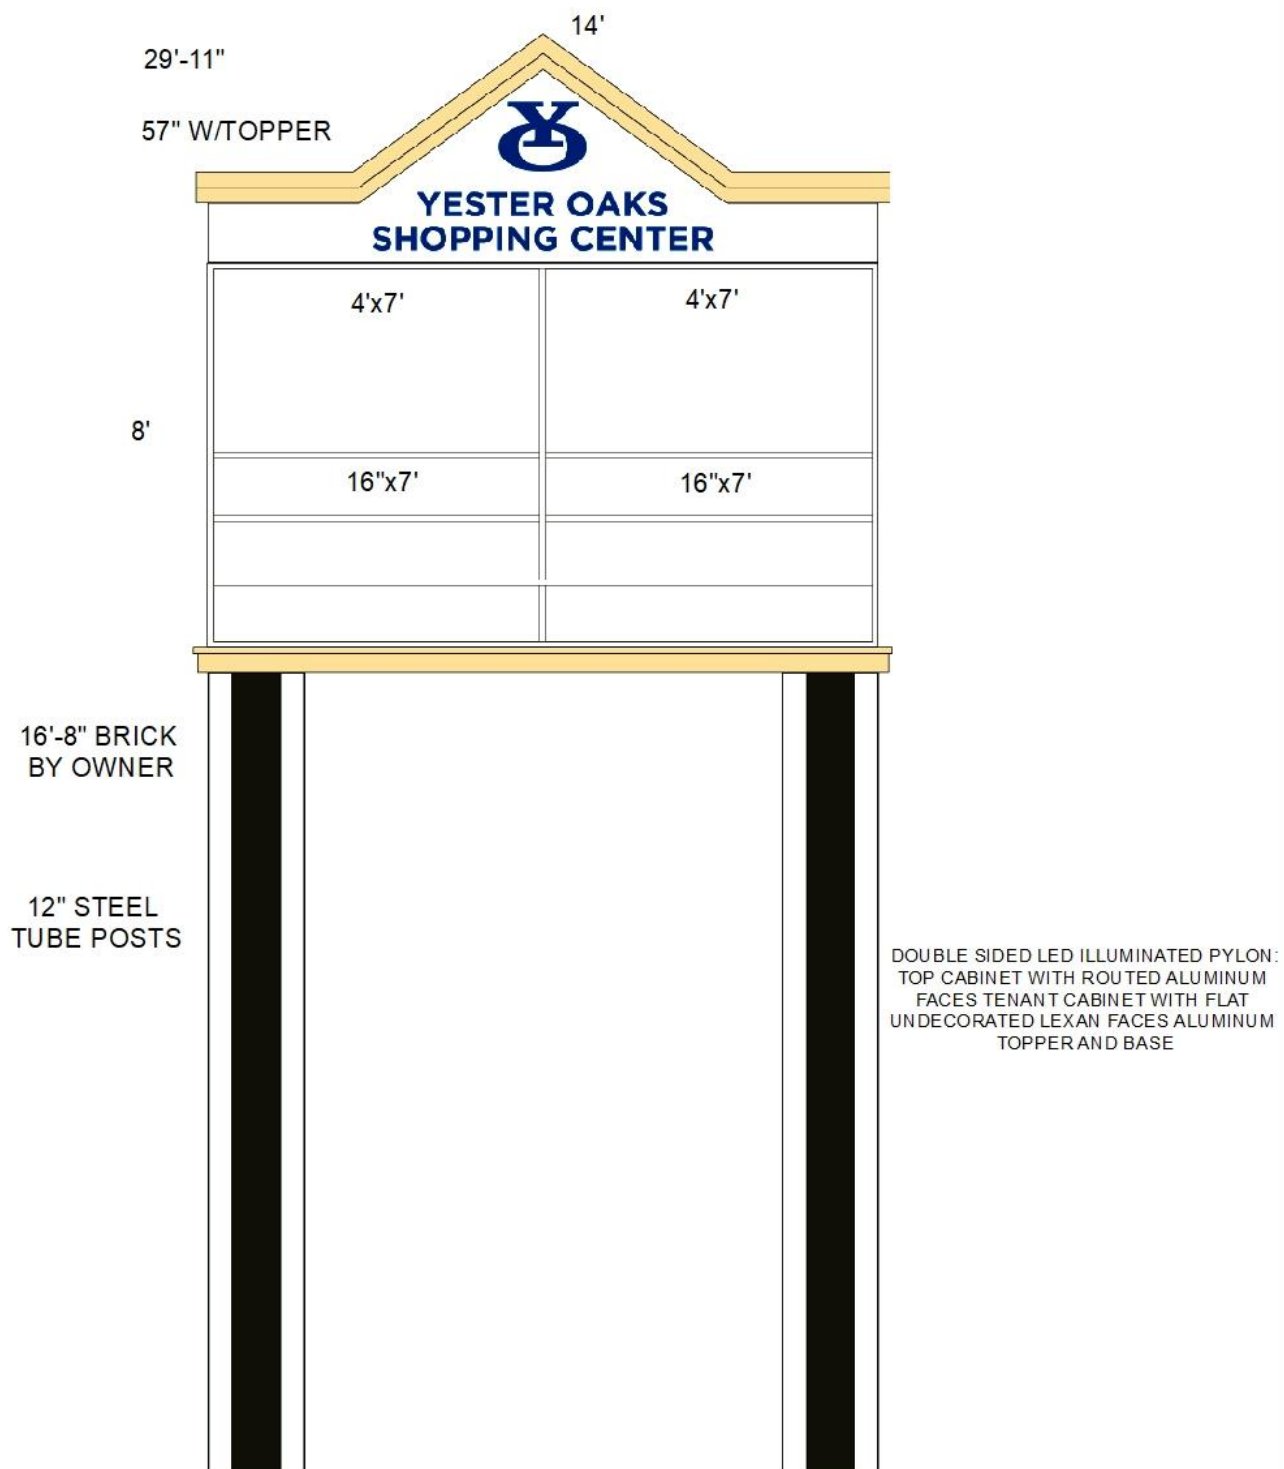 14'
29'-11"
57" W/TOPPER
YO
YESTER OAKS
SHOPPING CENTER
4'x7'
4'x7'
8'
16"x7'
16"x7'
16'-8" BRICK
BY OWNER
12" STEEL
TUBE POSTS
DOUBLE SIDED LED ILLUMINATED PYLON:
TOP CABINET WITH ROUTED ALUMINUM
FACES TENANT CABINET WITH FLAT
UNDECORATED LEXAN FACES ALUMINUM
TOPPER AND BASE